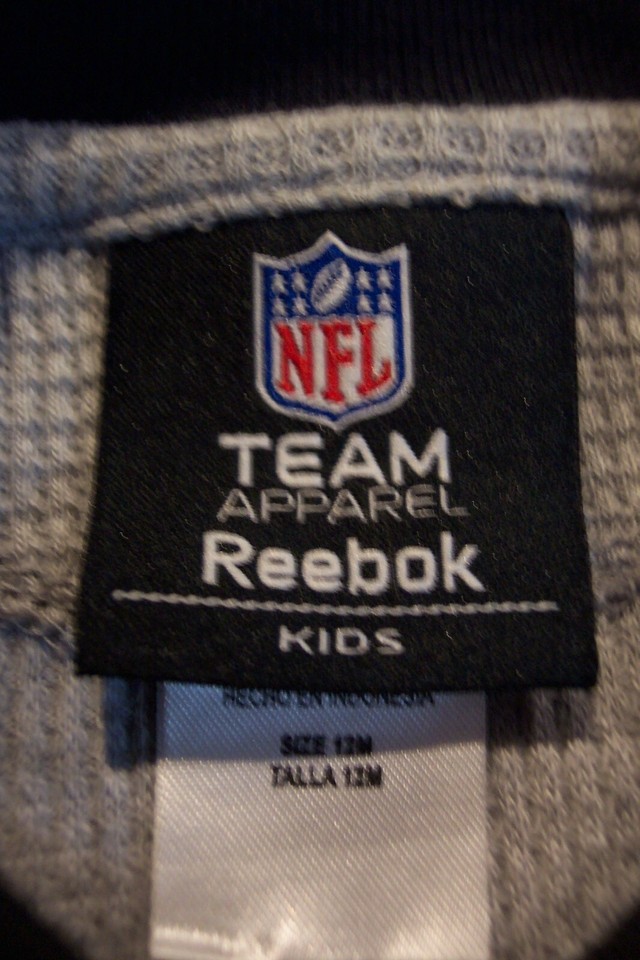 NFL
TEAM
APPAREL
Reebok
KIDS
HECHO EN INDONESIA
SIZE 12M
TALLA 12M